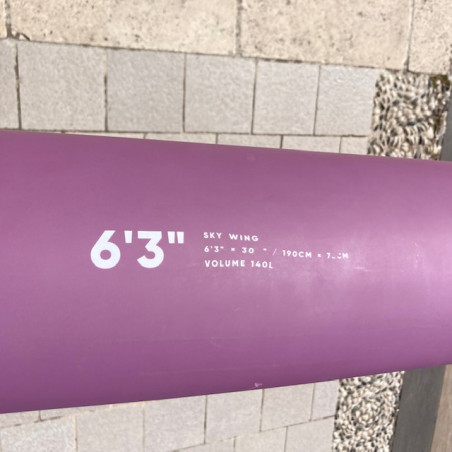 6'3"
SKY WING
6'3" × 30 " / 190CM ×
VOLUME 140L